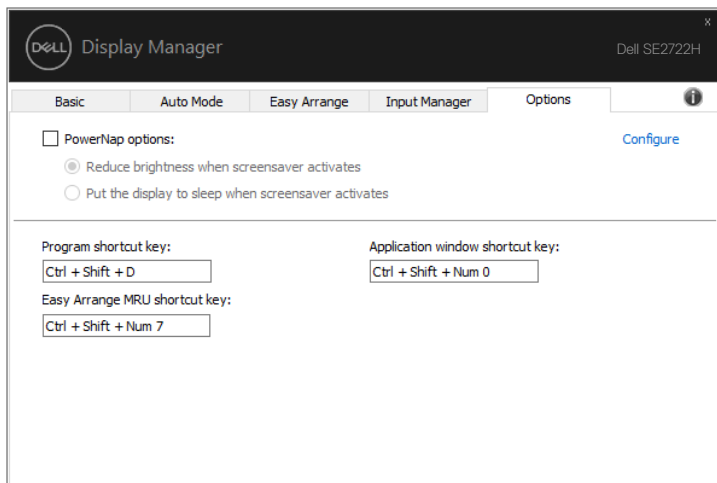 x
DELL Display Manager
Dell SE2722H
Basic Auto Mode Easy Arrange Input Manager Options i
PowerNap options: Configure
Reduce brightness when screensaver activates
Put the display to sleep when screensaver activates
Program shortcut key: Application window shortcut key:
Ctrl + Shift + D Ctrl + Shift + Num 0
Easy Arrange MRU shortcut key:
Ctrl + Shift + Num 7